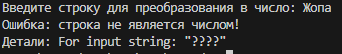 Введите строку для преобразования в число: Жопа
Ошибка: строка не является числом!
Детали: For input string: "????"